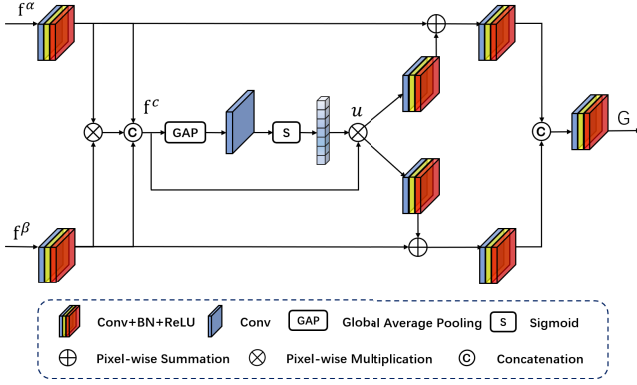 f^α
f^c
u
C
GAP
S
C
G
f^β
Conv+BN+ReLU
Conv
GAP
Global Average Pooling
S
Sigmoid
Pixel-wise Summation
Pixel-wise Multiplication
C
Concatenation